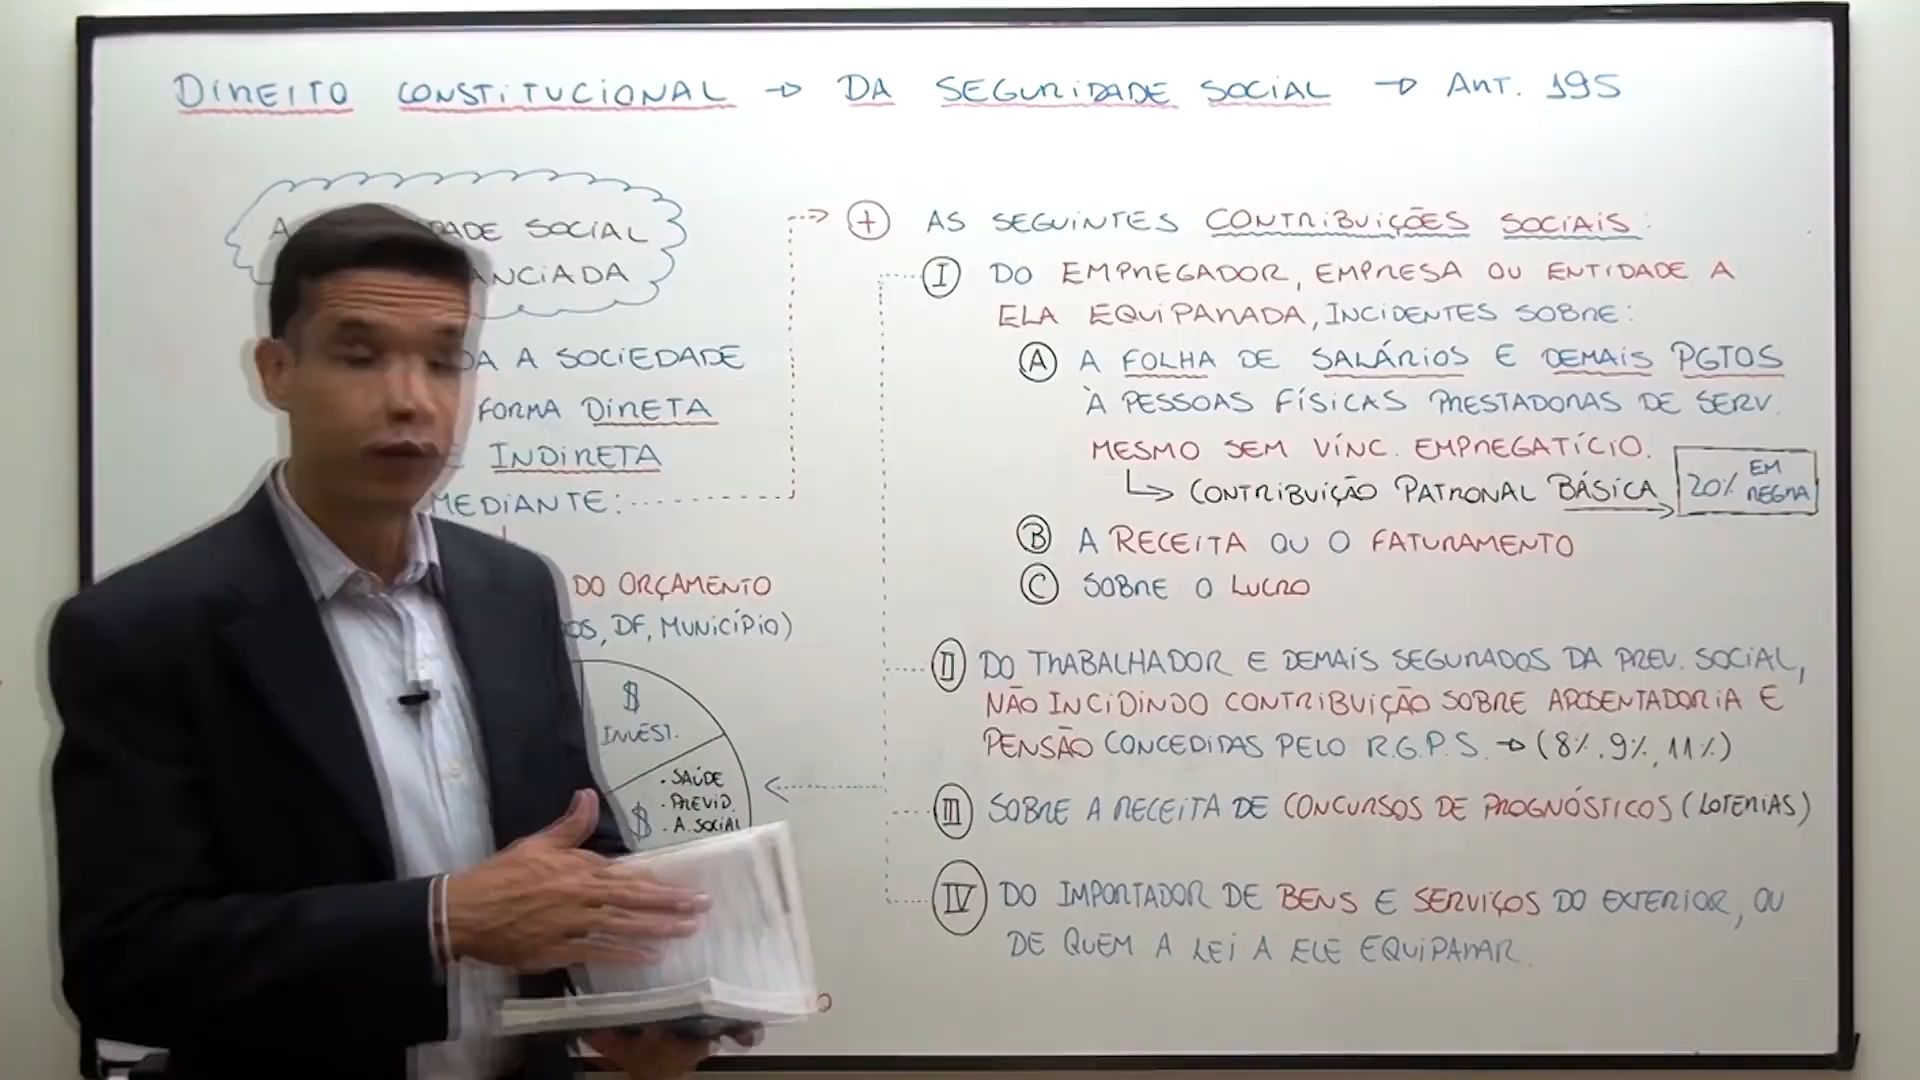 DIREITO CONSTITUCIONAL → DA SEGURIDADE SOCIAL → ART. 195
A DADE SOCIAL
ANCIADA
DA A SOCIEDADE
FORMA DIRETA
E INDIRETA
MEDIANTE:
DO ORÇAMENTO
OS, DF, MUNICÍPIO)
$
INVEST.
. SAÚDE
. PREVID.
$ . A. SOCIAL
+ AS SEGUINTES CONTRIBUIÇÕES SOCIAIS:
I DO EMPREGADOR, EMPRESA OU ENTIDADE A
ELA EQUIPARADA, INCIDENTES SOBRE:
A A FOLHA DE SALÁRIOS E DEMAIS PGTOS
À PESSOAS FÍSICAS PRESTADORAS DE SERV.
MESMO SEM VÍNC. EMPREGATÍCIO.
↳ CONTRIBUIÇÃO PATRONAL BÁSICA → 20% EM REGRA
B A RECEITA OU O FATURAMENTO
C SOBRE O LUCRO
II DO TRABALHADOR E DEMAIS SEGURADOS DA PREV. SOCIAL,
NÃO INCIDINDO CONTRIBUIÇÃO SOBRE APOSENTADORIA E
PENSÃO CONCEDIDAS PELO R.G.P.S. → (8%, 9%, 11%)
III SOBRE A RECEITA DE CONCURSOS DE PROGNÓSTICOS (LOTERIAS)
IV DO IMPORTADOR DE BENS E SERVIÇOS DO EXTERIOR, OU
DE QUEM A LEI A ELE EQUIPARAR.